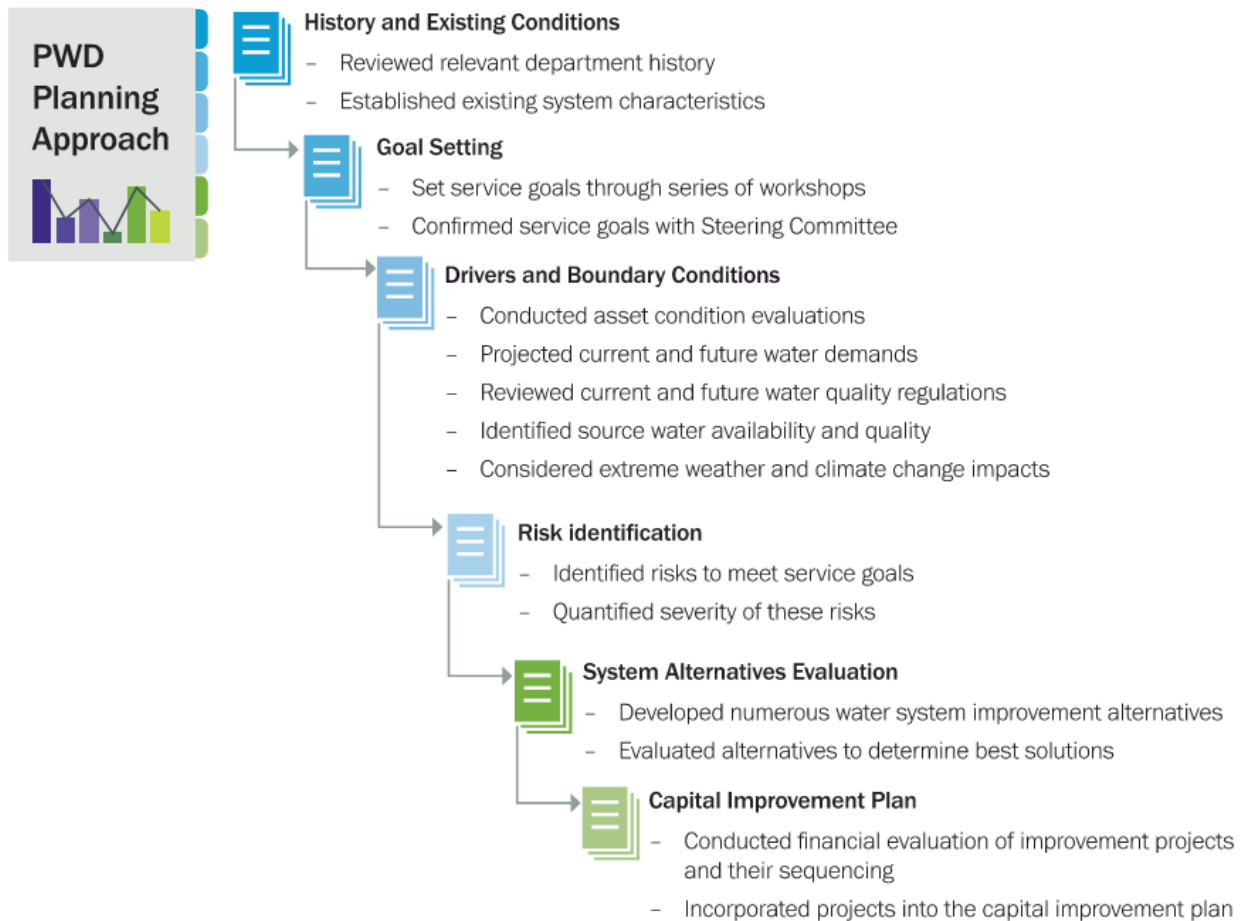 PWD
Planning
Approach
History and Existing Conditions
– Reviewed relevant department history
– Established existing system characteristics
Goal Setting
– Set service goals through series of workshops
– Confirmed service goals with Steering Committee
Drivers and Boundary Conditions
– Conducted asset condition evaluations
– Projected current and future water demands
– Reviewed current and future water quality regulations
– Identified source water availability and quality
– Considered extreme weather and climate change impacts
Risk identification
– Identified risks to meet service goals
– Quantified severity of these risks
System Alternatives Evaluation
– Developed numerous water system improvement alternatives
– Evaluated alternatives to determine best solutions
Capital Improvement Plan
– Conducted financial evaluation of improvement projects
and their sequencing
– Incorporated projects into the capital improvement plan